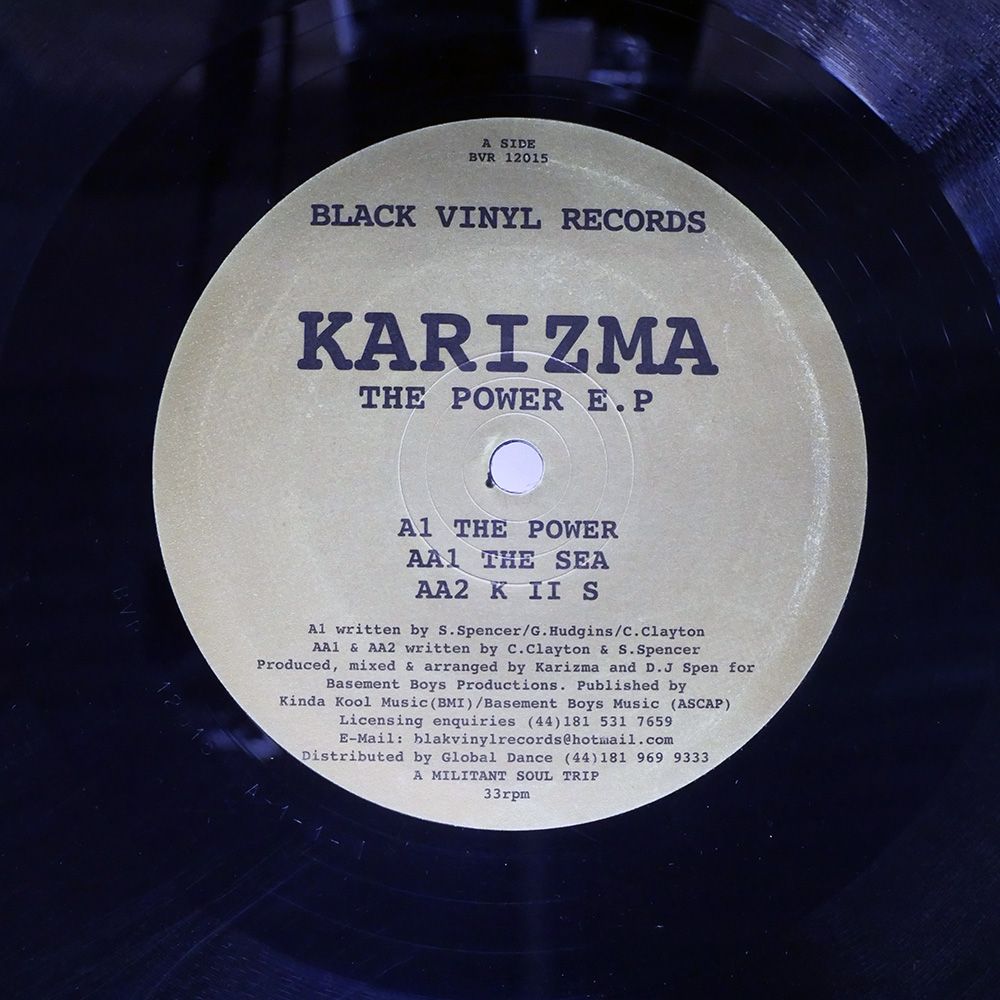 A SIDE
BVR 12015
BLACK VINYL RECORDS
KARIZMA
THE POWER E.P
A1 THE POWER
AA1 THE SEA
AA2 K II S
A1 written by S.Spencer/G.Hudgins/C.Clayton
AA1 & AA2 written by C.Clayton & S.Spencer
Produced, mixed & arranged by Karizma and D.J Spen for
Basement Boys Productions. Published by
Kinda Kool Music(BMI)/Basement Boys Music (ASCAP)
Licensing enquiries (44)181 531 7659
E-Mail: blakvinylrecords@hotmail.com
Distributed by Global Dance (44)181 969 9333
A MILITANT SOUL TRIP
33rpm